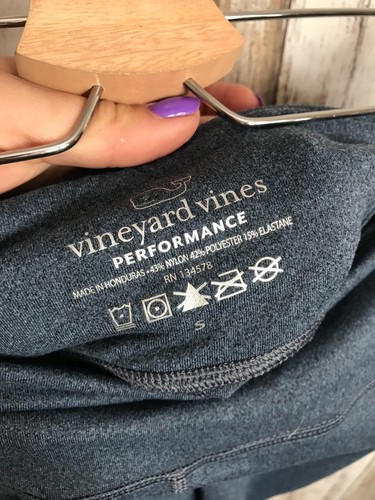 vineyard vines
PERFORMANCE
MADE IN HONDURAS • 43% NYLON 42% POLYESTER 15% ELASTANE
RN 134578
S